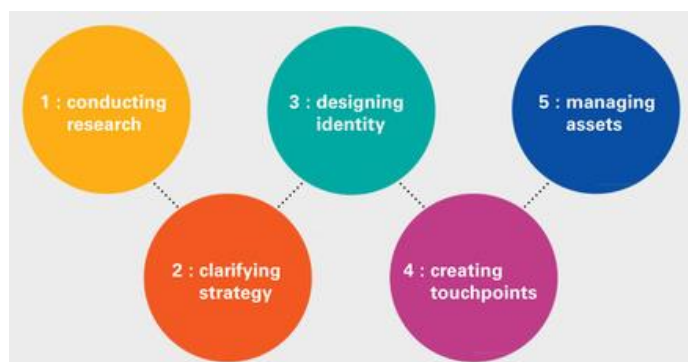 1 : conducting
research
2 : clarifying
strategy
3 : designing
identity
4 : creating
touchpoints
5 : managing
assets